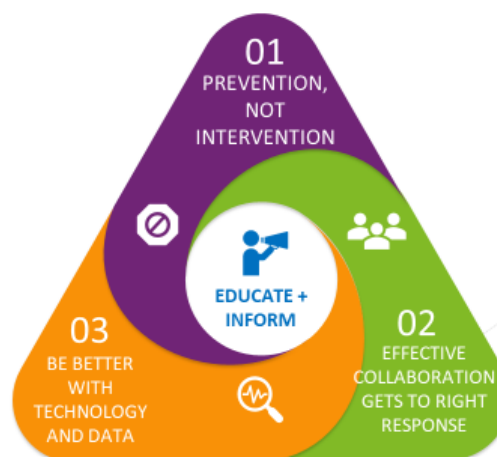 01
PREVENTION,
NOT
INTERVENTION
EDUCATE +
INFORM
02
EFFECTIVE
COLLABORATION
GETS TO RIGHT
RESPONSE
03
BE BETTER
WITH
TECHNOLOGY
AND DATA